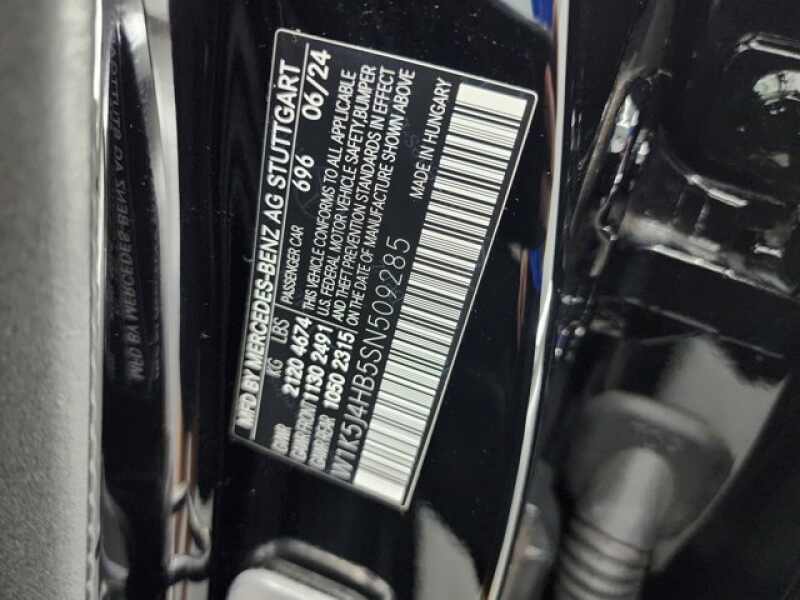 MFD BY MERCEDES-BENZ AG STUTTGART
KG LBS
696 06/24
GVWR 2120 4674
PASSENGER CAR
GAWR FRONT 1130 2491
THIS VEHICLE CONFORMS TO ALL APPLICABLE
U.S. FEDERAL MOTOR VEHICLE SAFETY, BUMPER
GAWR REAR 1050 2315
AND THEFT PREVENTION STANDARDS IN EFFECT
ON THE DATE OF MANUFACTURE SHOWN ABOVE
W1K5J4HB5SN509285
MADE IN HUNGARY